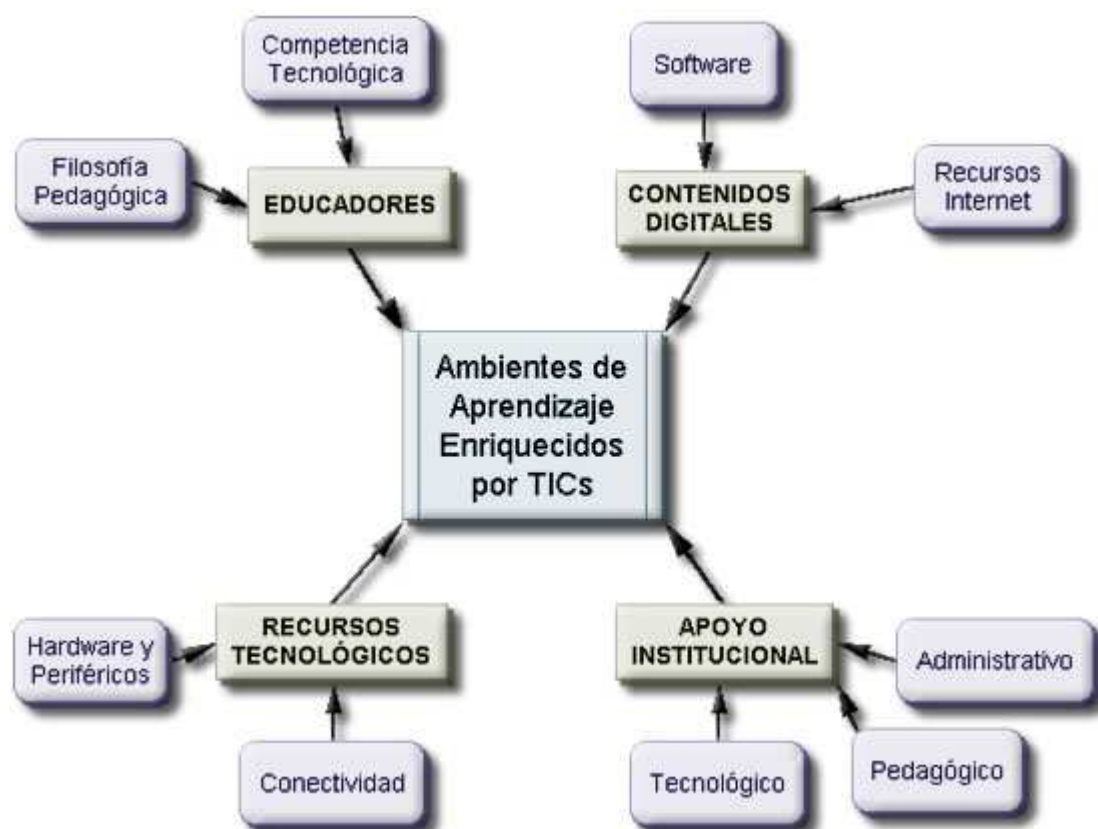 Competencia
Tecnológica
Software
Filosofía
Pedagógica
EDUCADORES
CONTENIDOS
DIGITALES
Recursos
Internet
Ambientes de
Aprendizaje
Enriquecidos
por TICs
Hardware y
Periféricos
RECURSOS
TECNOLÓGICOS
APOYO
INSTITUCIONAL
Administrativo
Conectividad
Tecnológico
Pedagógico